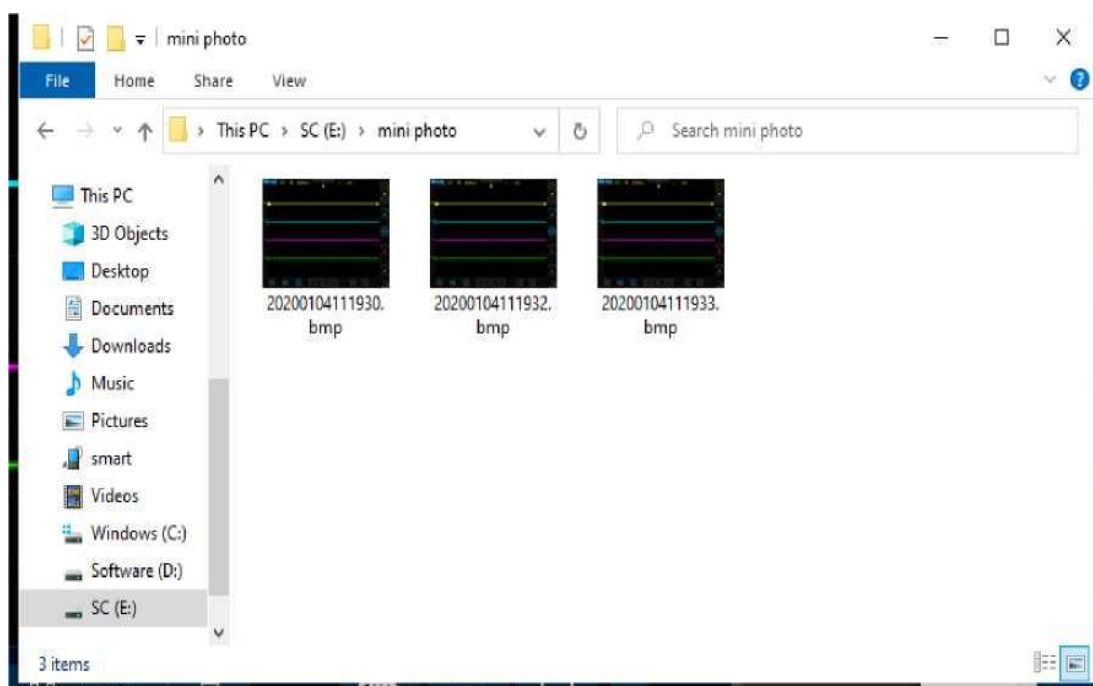 mini photo
File Home Share View
This PC > SC (E:) > mini photo
Search mini photo
This PC
3D Objects
Desktop
Documents
Downloads
Music
Pictures
smart
Videos
Windows (C:)
Software (D:)
SC (E:)
20200104111930.
bmp
20200104111932.
bmp
20200104111933.
bmp
3 items